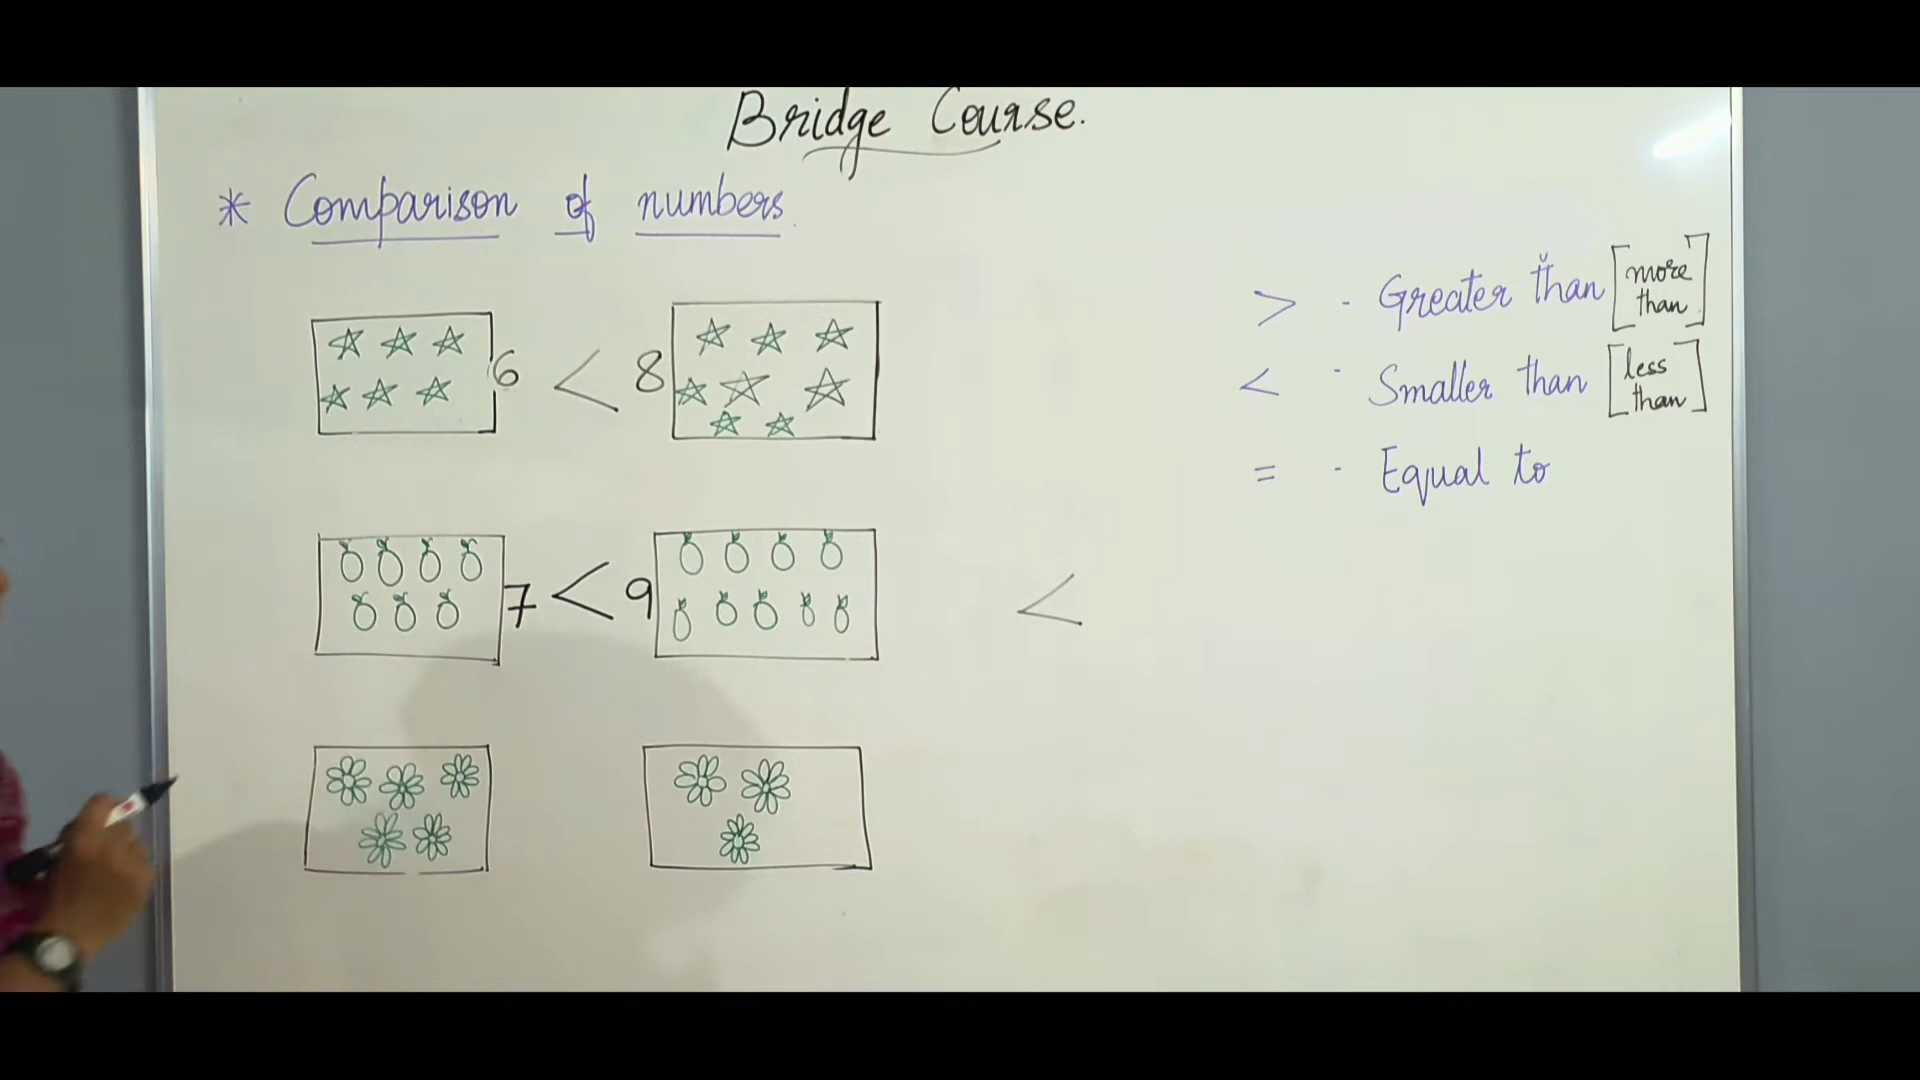 Bridge Course.
* Comparison of numbers.
> - Greater than [more than]
6 < 8
< - Smaller than [less than]
= - Equal to
7 < 9
<